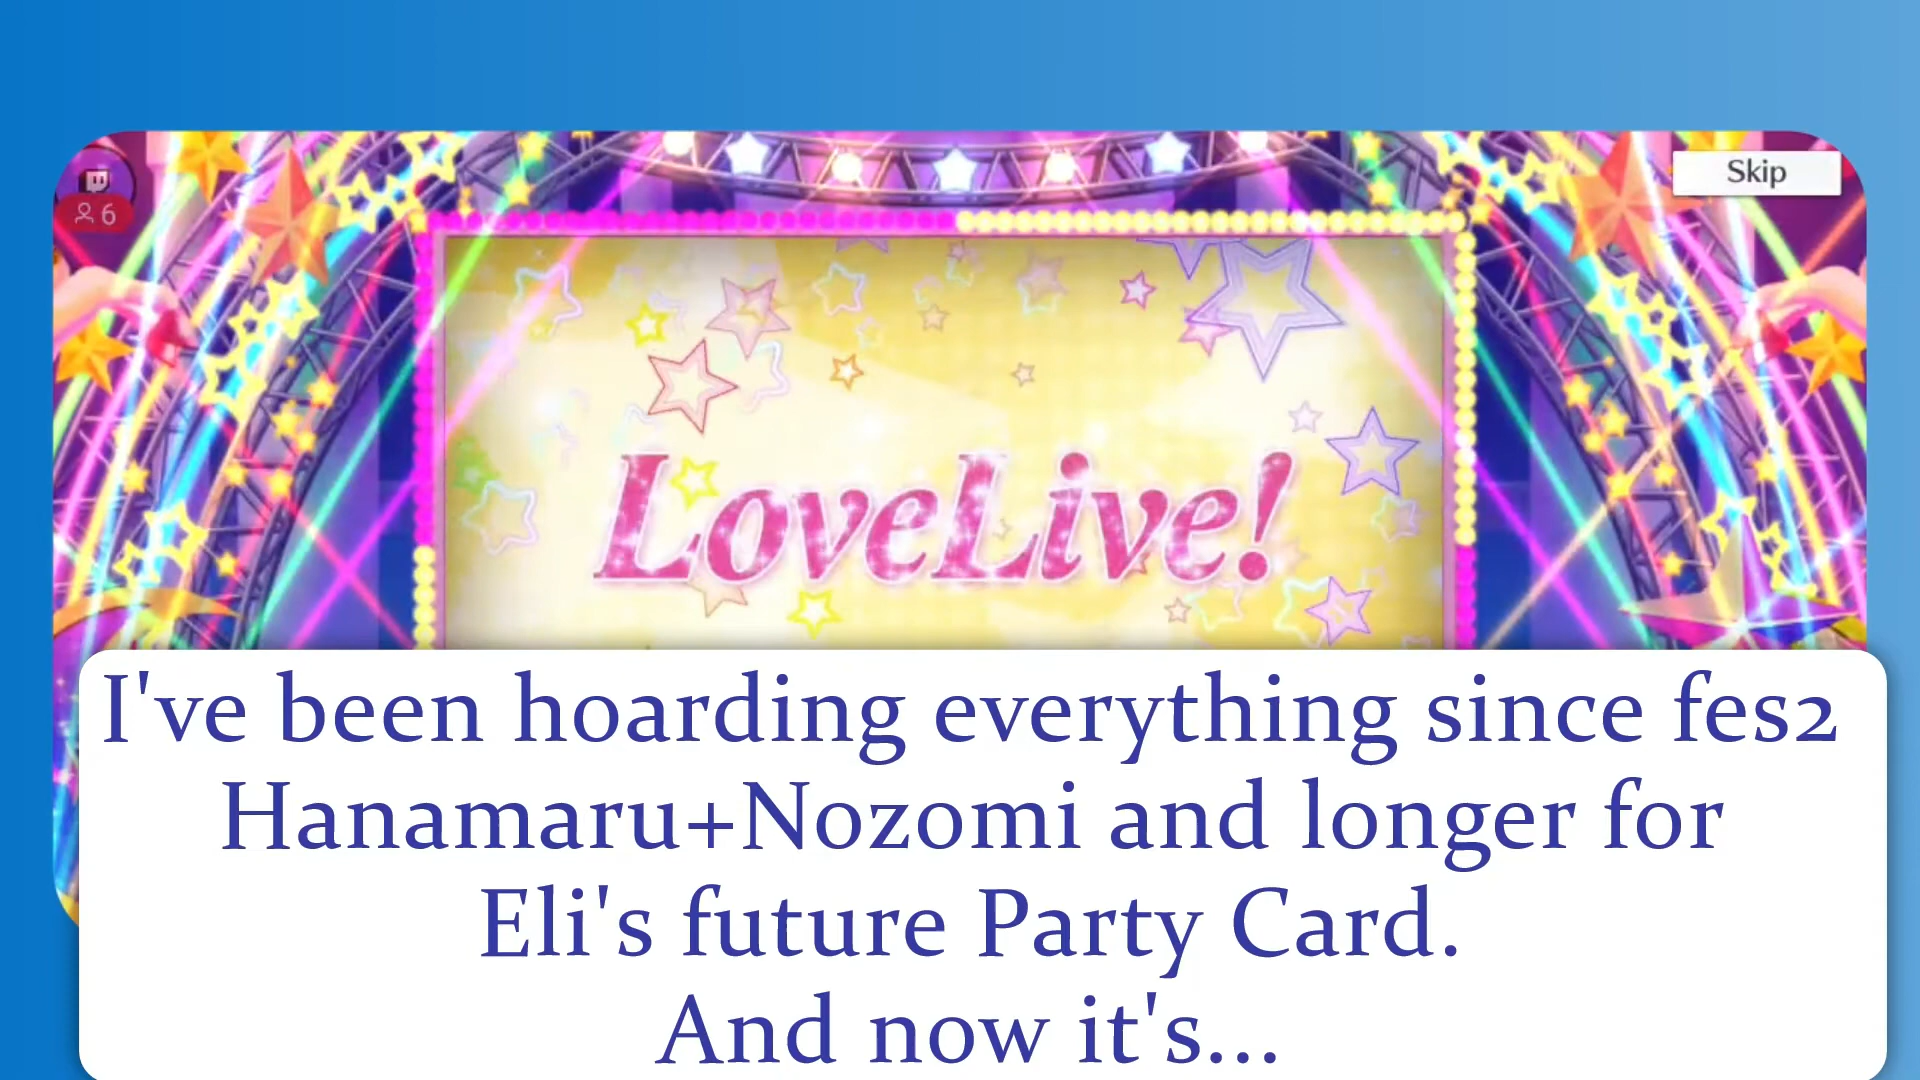 Skip
6
LoveLive!
I've been hoarding everything since fes2
Hanamaru+Nozomi and longer for
Eli's future Party Card.
And now it's...